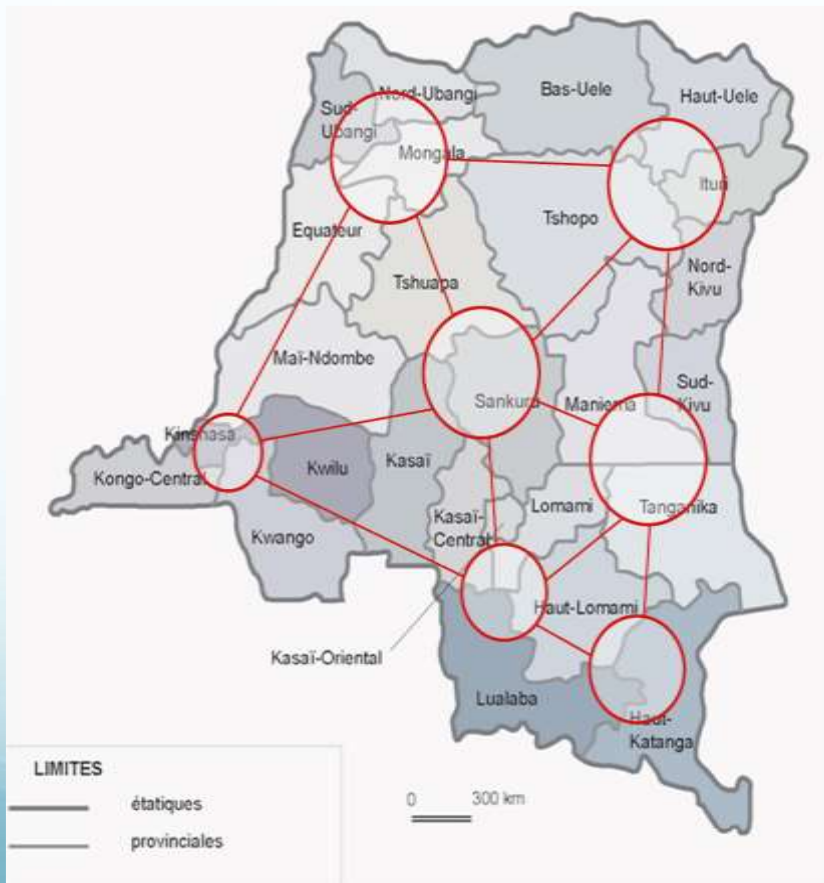 Nord-Ubangi
Bas-Uele
Haut-Uele
Sud-
Ubangi
Mongala
Ituri
Tshopo
Equateur
Nord-
Kivu
Tshuapa
Maï-Ndombe
Sankuru
Maniema
Sud-
Kivu
Kinshasa
Kongo-Central
Kwilu
Kasaï
Kwango
Kasaï-
Central
Lomami
Tanganika
Haut-Lomami
Kasaï-Oriental
Lualaba
Haut-
Katanga
LIMITES
étatiques
provinciales
0 300 km